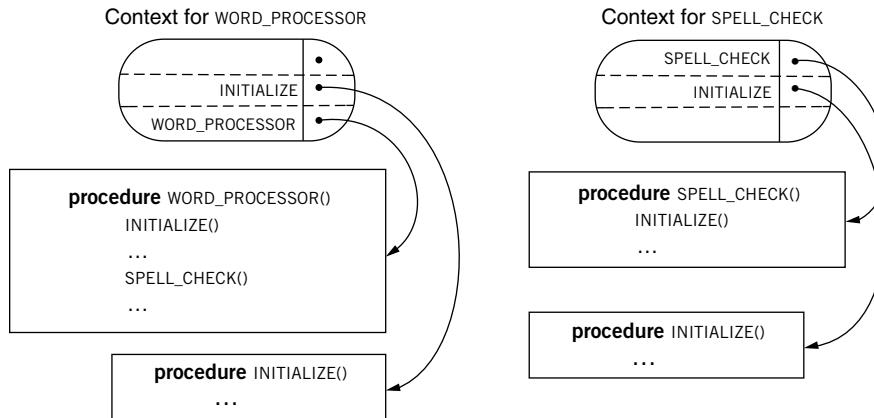 Context for WORD_PROCESSOR
INITIALIZE
WORD_PROCESSOR
procedure WORD_PROCESSOR()
INITIALIZE()
...
SPELL_CHECK()
...
procedure INITIALIZE()
...
Context for SPELL_CHECK
SPELL_CHECK
INITIALIZE
procedure SPELL_CHECK()
INITIALIZE()
...
procedure INITIALIZE()
...